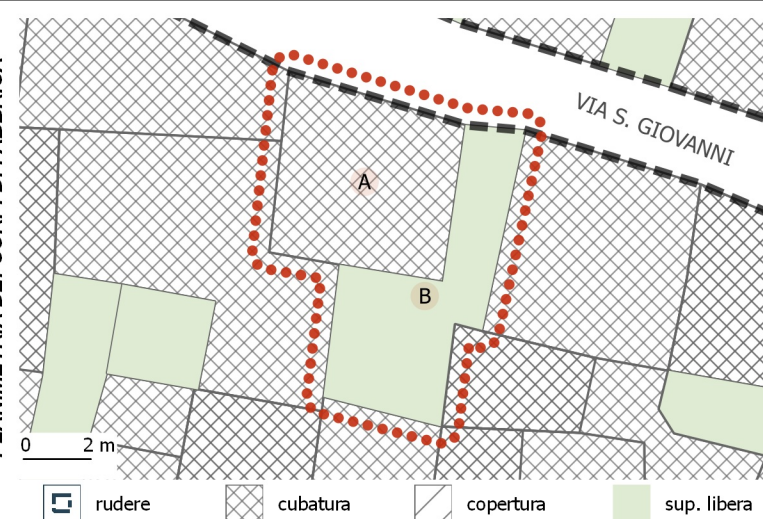 VIA S. GIOVANNI
A
B
0 2 m
rudere cubatura copertura sup. libera